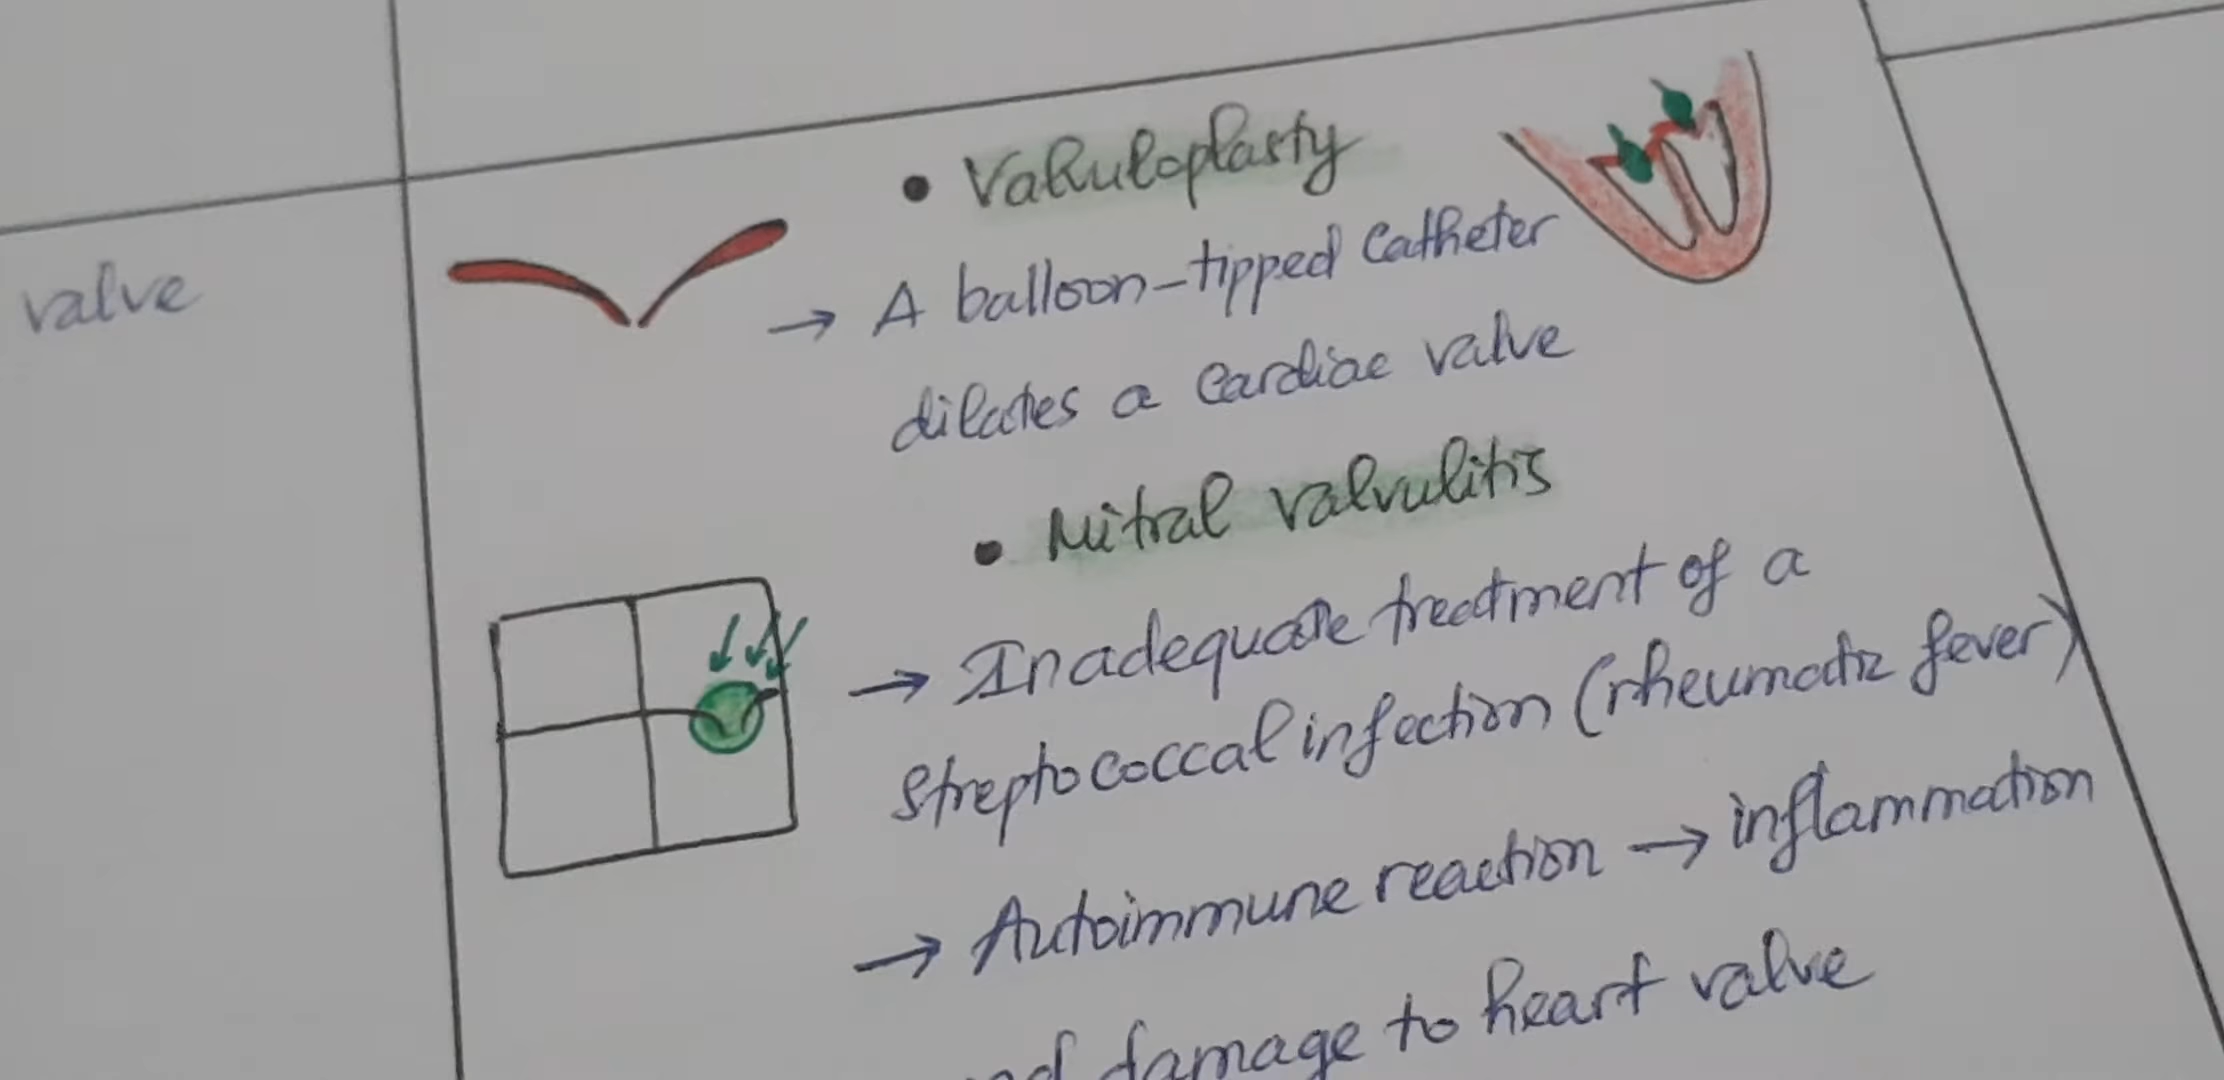 valve
• Valvuloplasty
→ A balloon-tipped catheter
dilates a cardiac valve
• Mitral valvulitis
→ Inadequate treatment of a
streptococcal infection (rheumatic fever)
→ Autoimmune reaction → inflammation
damage to heart valve